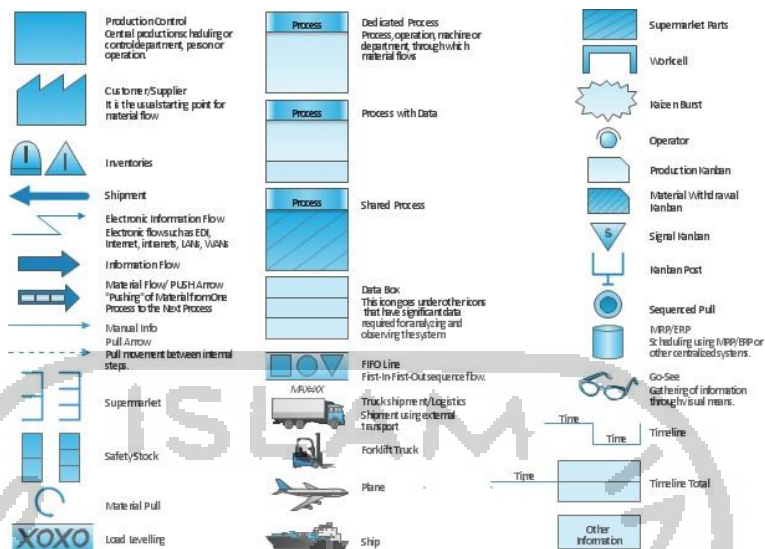 Production Control
Central production scheduling or
control department, person or
operation.
Customer/Supplier
It is the usual starting point for
material flow
Inventories
Shipment
Electronic Information Flow
Electronic flows such as EDI,
Internet, intranets, LANs, WANs
Information Flow
Material Flow/ PUSH Arrow
"Pushing" of Material from One
Process to the Next Process
Manual Info
Pull Arrow
Pull movement between internal
steps.
Supermarket
Safety Stock
Material Pull
XOXO
Load Levelling
Process
Dedicated Process
Process, operation, machine or
department, through which
material flows
Process
Process with Data
Process
Shared Process
Data Box
This icon goes under other icons
that have significant data
required for analyzing and
observing the system
FIFO Line
First-In-First-Out sequence flow.
MAX=XX
Truck shipment/Logistics
Shipment using external
transport
Forklift Truck
Plane
Ship
Supermarket Parts
Workcell
Kaizen Burst
Operator
Production Kanban
Material Withdrawal
Kanban
S
Signal Kanban
Kanban Post
Sequenced Pull
MRP/ERP
Scheduling using MRP/ERP or
other centralized systems.
Go-See
Gathering of information
through visual means.
Time
Time
Timeline
Time
Timeline Total
Other
Information
ISLAM